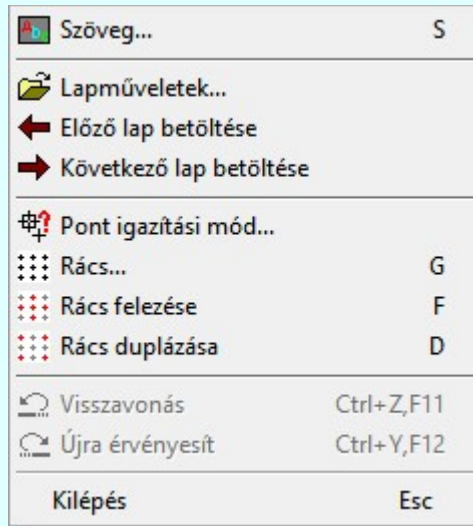 Szöveg... S
Lapműveletek...
Előző lap betöltése
Következő lap betöltése
Pont igazítási mód...
Rács... G
Rács felezése F
Rács duplázása D
Visszavonás Ctrl+Z,F11
Újra érvényesít Ctrl+Y,F12
Kilépés Esc